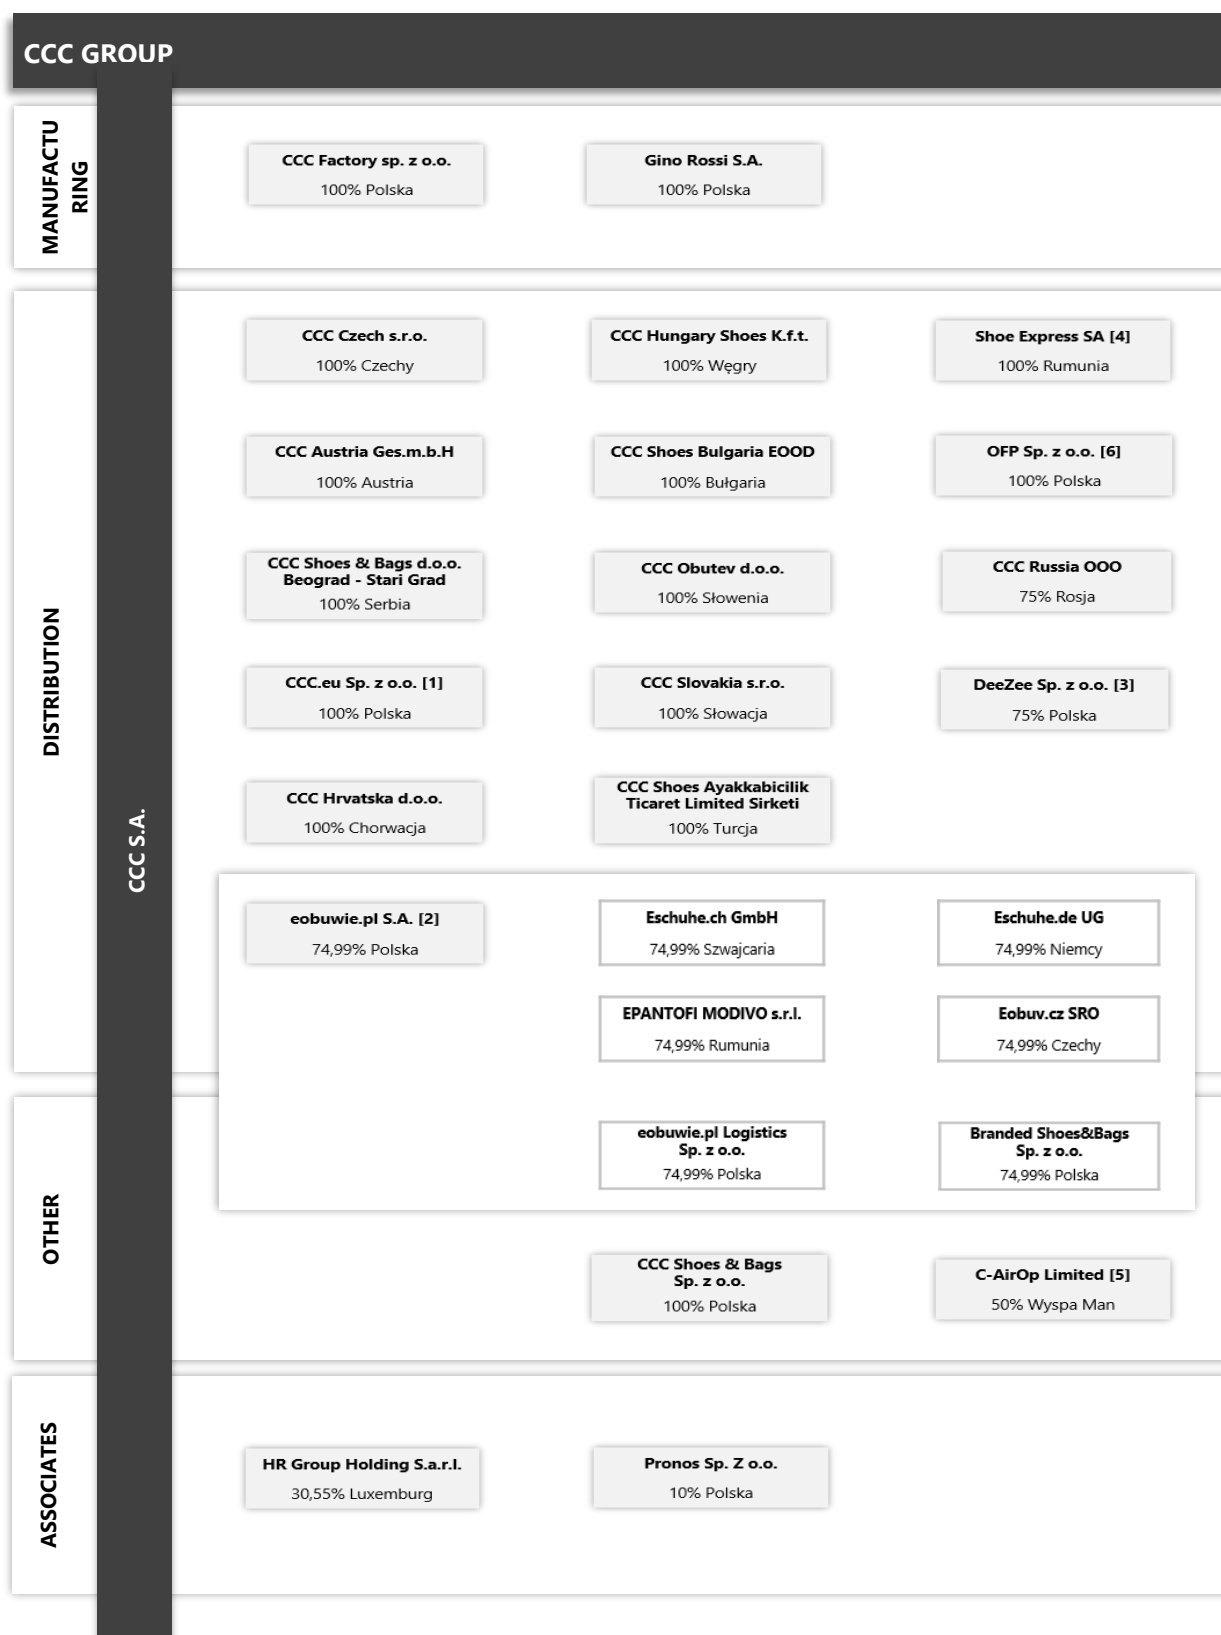 CCC GROUP
MANUFACTU
RING
CCC Factory sp. z o.o.
100% Polska
Gino Rossi S.A.
100% Polska
DISTRIBUTION
CCC S.A.
CCC Czech s.r.o.
100% Czechy
CCC Hungary Shoes K.f.t.
100% Węgry
Shoe Express SA [4]
100% Rumunia
CCC Austria Ges.m.b.H
100% Austria
CCC Shoes Bulgaria EOOD
100% Bułgaria
OFP Sp. z o.o. [6]
100% Polska
CCC Shoes & Bags d.o.o.
Beograd - Stari Grad
100% Serbia
CCC Obutev d.o.o.
100% Słowenia
CCC Russia OOO
75% Rosja
CCC.eu Sp. z o.o. [1]
100% Polska
CCC Slovakia s.r.o.
100% Słowacja
DeeZee Sp. z o.o. [3]
75% Polska
CCC Hrvatska d.o.o.
100% Chorwacja
CCC Shoes Ayakkabicilik
Ticaret Limited Sirketi
100% Turcja
eobuwie.pl S.A. [2]
74,99% Polska
Eschuhe.ch GmbH
74,99% Szwajcaria
Eschuhe.de UG
74,99% Niemcy
EPANTOFI MODIVO s.r.l.
74,99% Rumunia
Eobuv.cz SRO
74,99% Czechy
OTHER
eobuwie.pl Logistics
Sp. z o.o.
74,99% Polska
Branded Shoes&Bags
Sp. z o.o.
74,99% Polska
CCC Shoes & Bags
Sp. z o.o.
100% Polska
C-AirOp Limited [5]
50% Wyspa Man
ASSOCIATES
HR Group Holding S.a.r.l.
30,55% Luxemburg
Pronos Sp. Z o.o.
10% Polska